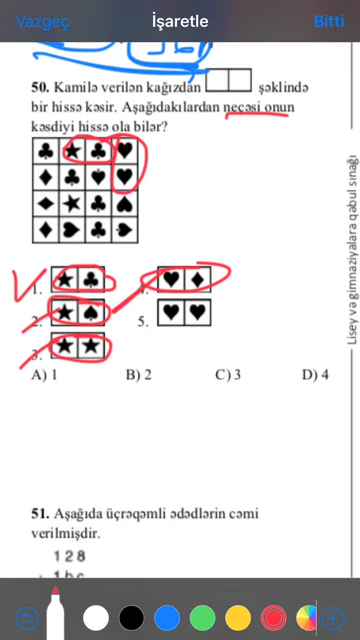 Vazgeç İşaretle Bitti
50. Kamilə verilən kağızdan şəklində
bir hissə kəsir. Aşağıdakılardan neçəsi onun
kəsdiyi hissə ola bilər?
1.
2.
3.
5.
A) 1 B) 2 C) 3 D) 4
Lisey və gimnaziyalara qəbul sınağı
51. Aşağıda üçrəqəmli ədədlərin cəmi
verilmişdir.
128